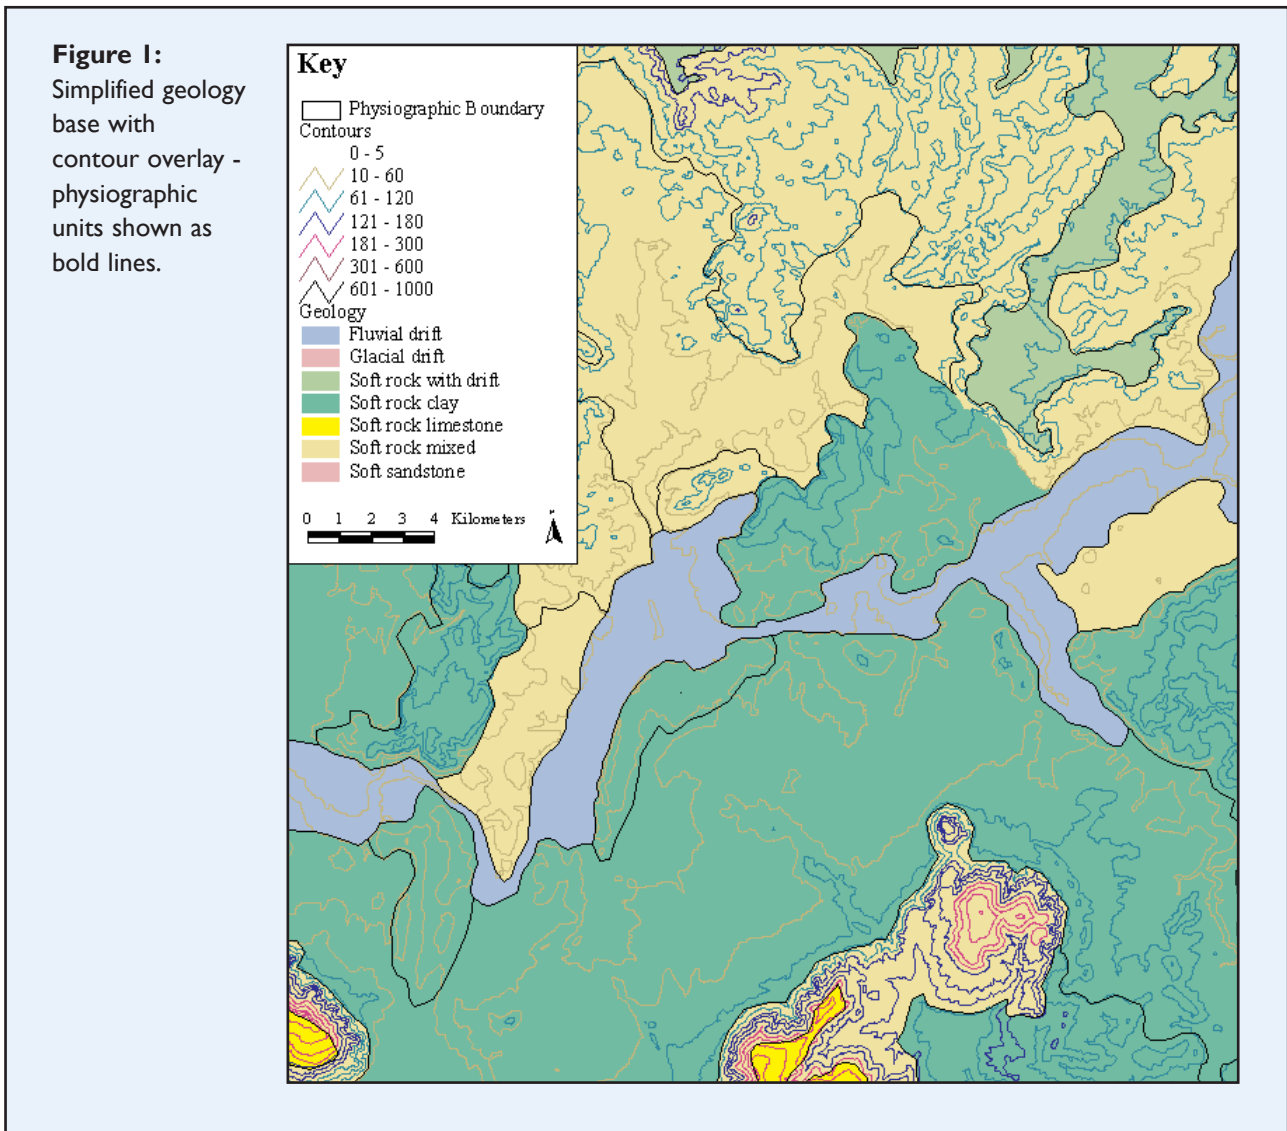 Figure 1:
Simplified geology
base with
contour overlay -
physiographic
units shown as
bold lines.
Key
Physiographic Boundary
Contours
0 - 5
10 - 60
61 - 120
121 - 180
181 - 300
301 - 600
601 - 1000
Geology
Fluvial drift
Glacial drift
Soft rock with drift
Soft rock clay
Soft rock limestone
Soft rock mixed
Soft sandstone
0 1 2 3 4 Kilometers